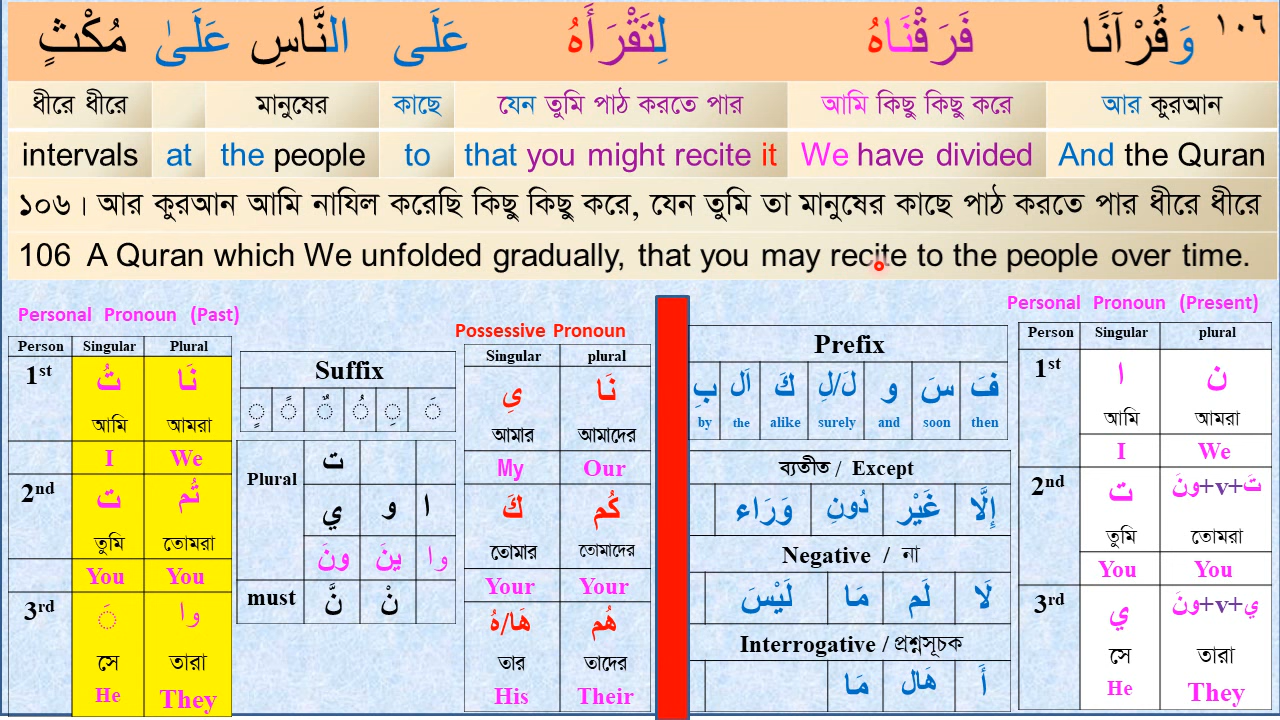 ١٠٦ وَقُرْآنًا فَرَقْنَاهُ لِتَقْرَأَهُ عَلَى النَّاسِ عَلَىٰ مُكْثٍ
ধীরে ধীরে মানুষের কাছে যেন তুমি পাঠ করতে পার আমি কিছু কিছু করে আর কুরআন
intervals at the people to that you might recite it We have divided And the Quran
১০৬। আর কুরআন আমি নাযিল করেছি কিছু কিছু করে, যেন তুমি তা মানুষের কাছে পাঠ করতে পার ধীরে ধীরে
106 A Quran which We unfolded gradually, that you may recite to the people over time.
Personal Pronoun (Past)
Person Singular Plural
1st تُ نَا
আমি আমরা
I We
2nd ت تُم
তুমি তোমরা
You You
3rd َ وا
সে তারা
He They
Suffix
ٍ ً ٌ ُ ِ َ
Plural ت
ي و ا
ونَ ينَ وا
must نَّ نْ
Possessive Pronoun
Singular plural
يِ نَا
আমার আমাদের
My Our
كَ كُم
তোমার তোমাদের
Your Your
هَا/هُ هُم
তার তাদের
His Their
Prefix
بِ اَل كَ لَ/لِ و سَ فَ
by the alike surely and soon then
ব্যতীত / Except
وَرَاء دُونِ غَيْر إِلَّا
Negative / না
لَيْسَ مَا لَم لَا
Interrogative / প্রশ্নসূচক
مَا هَال أَ
Personal Pronoun (Present)
Person Singular plural
1st ا ن
আমি আমরা
I We
2nd ت تَ+v+ونَ
তুমি তোমরা
You You
3rd ي ي+v+ونَ
সে তারা
He They